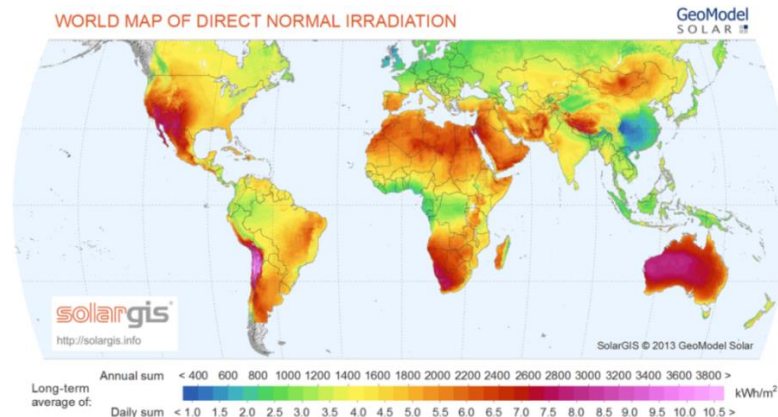 WORLD MAP OF DIRECT NORMAL IRRADIATION
GeoModel
SOLAR
solargis
http://solargis.info
SolarGIS © 2013 GeoModel Solar
Annual sum < 400 600 800 1000 1200 1400 1600 1800 2000 2200 2400 2600 2800 3000 3200 3400 3600 3800 >
Long-term
average of:
kWh/m²
Daily sum < 1.0 1.5 2.0 2.5 3.0 3.5 4.0 4.5 5.0 5.5 6.0 6.5 7.0 7.5 8.0 8.5 9.0 9.5 10.0 10.5 >